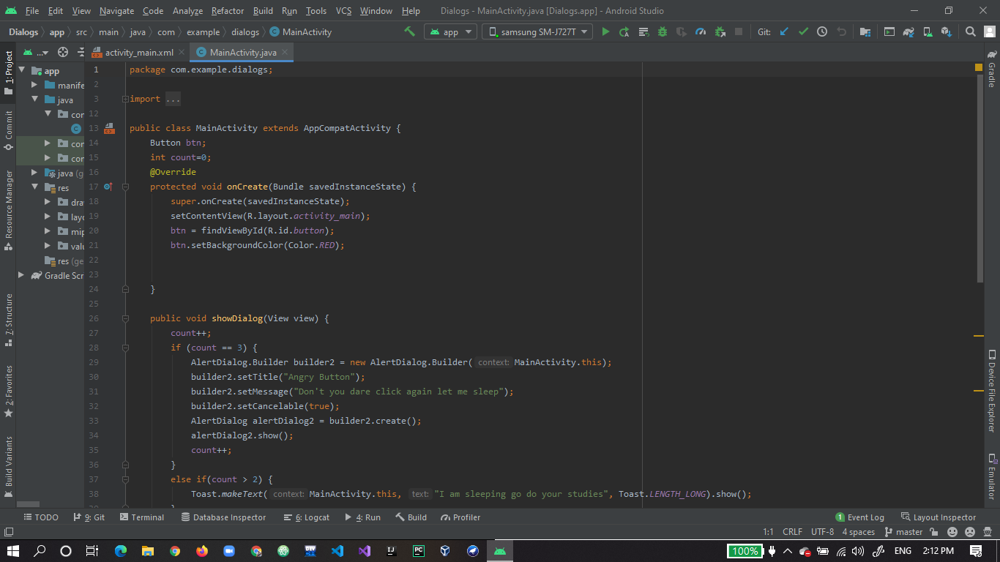 File Edit View Navigate Code Analyze Refactor Build Run Tools VCS Window Help Dialogs - MainActivity.java [Dialogs.app] - Android Studio
Dialogs app src main java com example dialogs MainActivity app samsung SM-J727T Git:
... activity_main.xml MainActivity.java
1: Project
Commit
Resource Manager
7: Structure
2: Favorites
Build Variants
app
manife
java
con
con
con
java (g
res
dra
layo
mip
valu
res (ge
Gradle Scr
1 package com.example.dialogs;
2
3 import ...
12
13 public class MainActivity extends AppCompatActivity {
14 Button btn;
15 int count=0;
16 @Override
17 protected void onCreate(Bundle savedInstanceState) {
18 super.onCreate(savedInstanceState);
19 setContentView(R.layout.activity_main);
20 btn = findViewById(R.id.button);
21 btn.setBackgroundColor(Color.RED);
22
23
24 }
25
26 public void showDialog(View view) {
27 count++;
28 if (count == 3) {
29 AlertDialog.Builder builder2 = new AlertDialog.Builder( context: MainActivity.this);
30 builder2.setTitle("Angry Button");
31 builder2.setMessage("Don't you dare click again let me sleep");
32 builder2.setCancelable(true);
33 AlertDialog alertDialog2 = builder2.create();
34 alertDialog2.show();
35 count++;
36 }
37 else if(count > 2) {
38 Toast.makeText( context: MainActivity.this, text: "I am sleeping go do your studies", Toast.LENGTH_LONG).show();
Gradle
Device File Explorer
Emulator
TODO 9: Git Terminal Database Inspector 6: Logcat 4: Run Build Profiler 1 Event Log Layout Inspector
1:1 CRLF UTF-8 4 spaces master
DEV IJ PC 100% ENG 2:12 PM